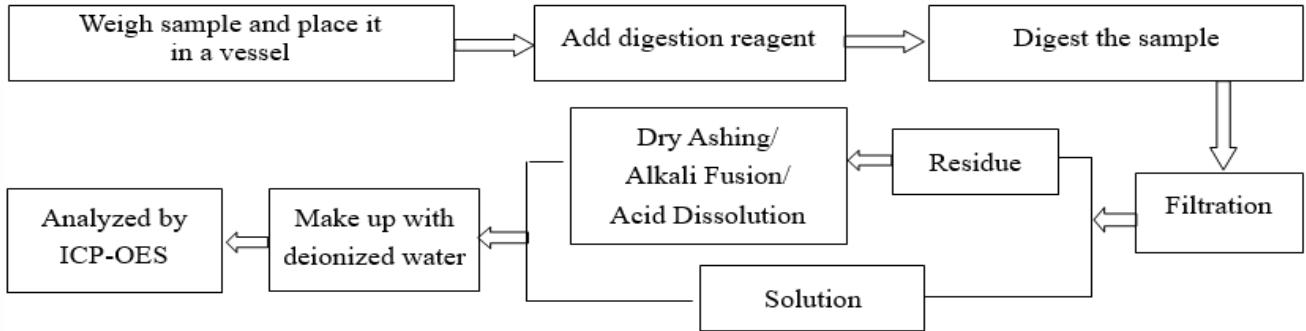 Weigh sample and place it
in a vessel
Add digestion reagent
Digest the sample
Filtration
Residue
Dry Ashing/
Alkali Fusion/
Acid Dissolution
Solution
Make up with
deionized water
Analyzed by
ICP-OES